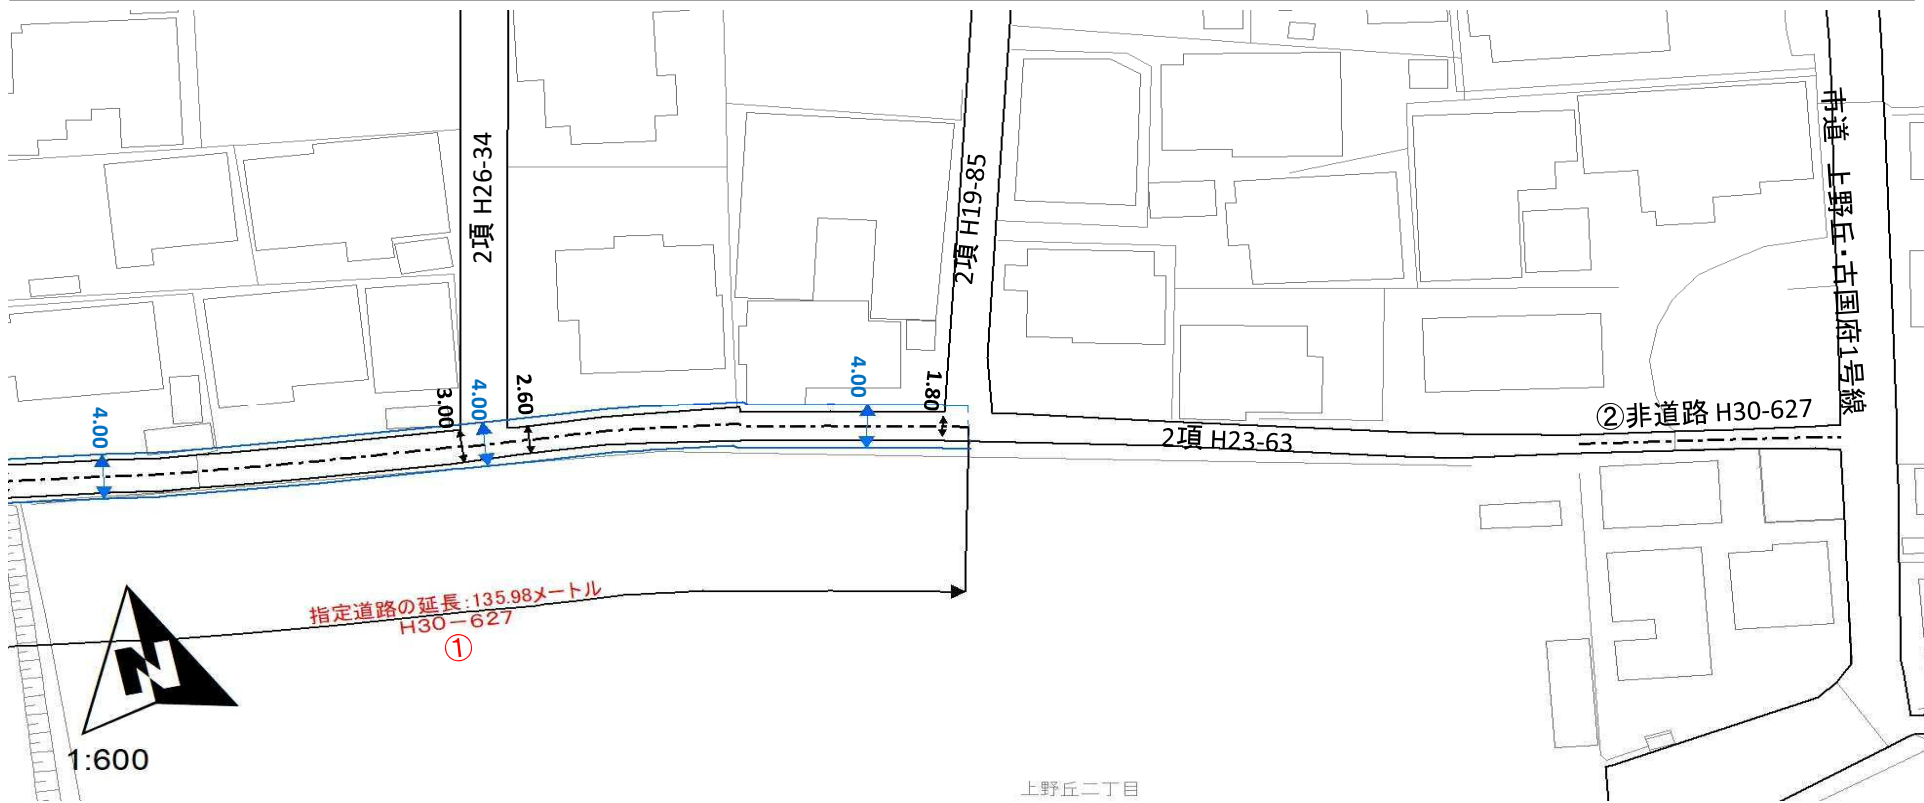 市道 上野丘・古国府1号線
2項 H26-34
2項 H19-85
4.00
3.00
4.00
2.60
4.00
1.80
②非道路 H30-627
2項 H23-63
指定道路の延長:135.98メートル
H30-627
①
N
1:600
上野丘二丁目